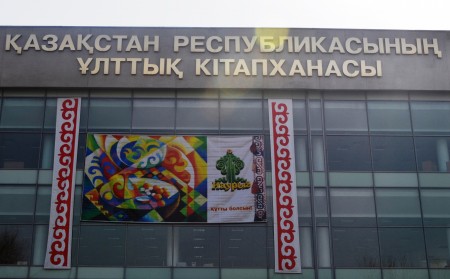 ҚАЗАҚСТАН РЕСПУБЛИКАСЫНЫҢ
ҰЛТТЫҚ КІТАПХАНАСЫ
Наурыз
Құтты болсын!